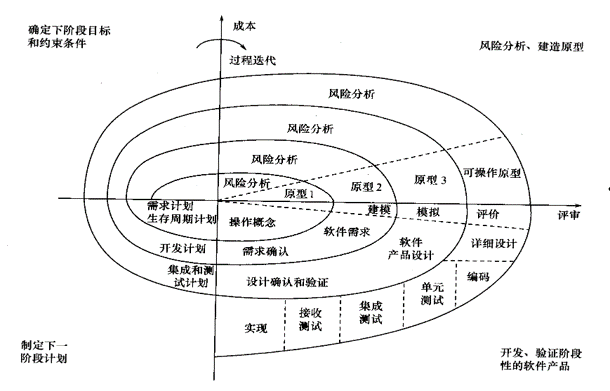 确定下阶段目标
和约束条件
成本
风险分析、建造原型
过程迭代
风险分析
风险分析
风险分析
风险分析
原型1
原型2
原型3
可操作原型
需求计划
生存周期计划
建模
模拟
评价
评审
操作概念
软件需求
开发计划
需求确认
软件
产品设计
详细设计
集成和测
试计划
设计确认和验证
单元
测试
编码
实现
接收
测试
集成
测试
制定下一
阶段计划
开发、验证阶段
性的软件产品